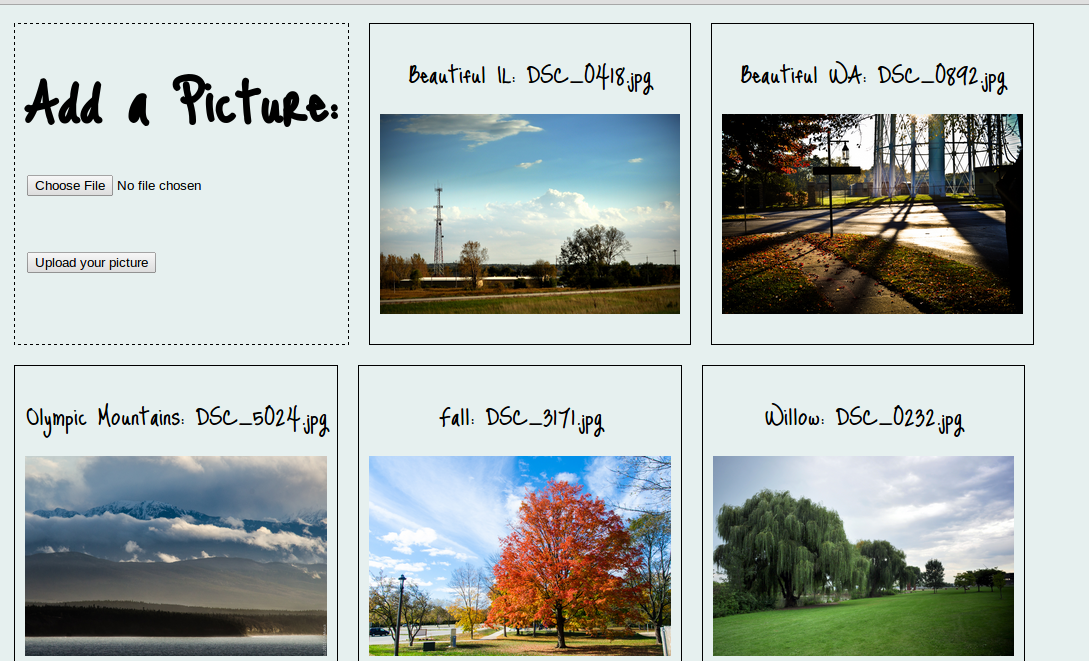 Add a Picture:
Choose File No file chosen
Upload your picture
Beautiful IL: DSC_0418.jpg
Beautiful WA: DSC_0892.jpg
Olympic Mountains: DSC_5024.jpg
Fall: DSC_3171.jpg
Willow: DSC_0232.jpg